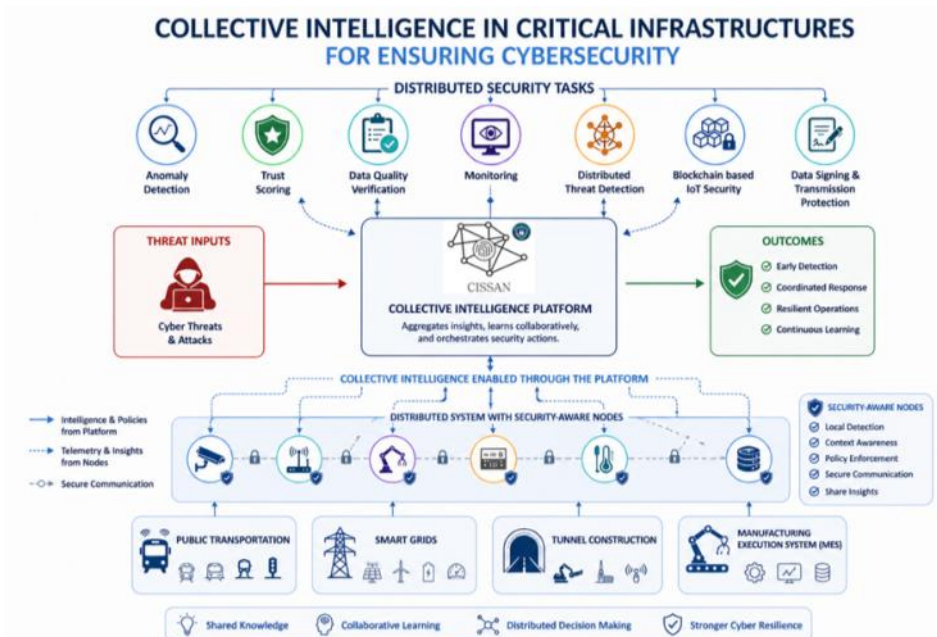 COLLECTIVE INTELLIGENCE IN CRITICAL INFRASTRUCTURES
FOR ENSURING CYBERSECURITY
DISTRIBUTED SECURITY TASKS
Anomaly
Detection
Trust
Scoring
Data Quality
Verification
Monitoring
Distributed
Threat Detection
Blockchain based
IoT Security
Data Signing &
Transmission
Protection
THREAT INPUTS
Cyber Threats
& Attacks
CISSAN
COLLECTIVE INTELLIGENCE PLATFORM
Aggregates insights, learns collaboratively,
and orchestrates security actions.
OUTCOMES
Early Detection
Coordinated Response
Resilient Operations
Continuous Learning
COLLECTIVE INTELLIGENCE ENABLED THROUGH THE PLATFORM
Intelligence & Policies
from Platform
Telemetry & Insights
from Nodes
Secure Communication
DISTRIBUTED SYSTEM WITH SECURITY-AWARE NODES
SECURITY-AWARE NODES
Local Detection
Context Awareness
Policy Enforcement
Secure Communication
Share Insights
PUBLIC TRANSPORTATION
SMART GRIDS
TUNNEL CONSTRUCTION
MANUFACTURING
EXECUTION SYSTEM (MES)
Shared Knowledge
Collaborative Learning
Distributed Decision Making
Stronger Cyber Resilience